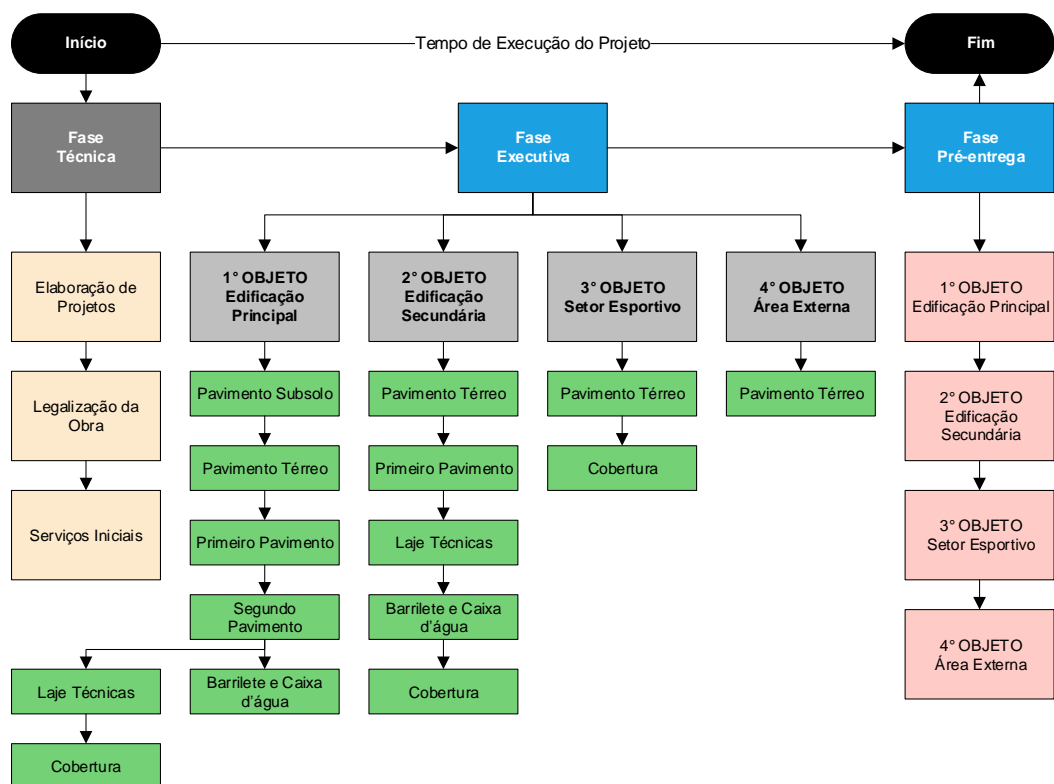 Início
Tempo de Execução do Projeto
Fim
Fase
Técnica
Fase
Executiva
Fase
Pré-entrega
Elaboração de
Projetos
1° OBJETO
Edificação
Principal
2° OBJETO
Edificação
Secundária
3° OBJETO
Setor Esportivo
4° OBJETO
Área Externa
1° OBJETO
Edificação Principal
Legalização da
Obra
Pavimento Subsolo
Pavimento Térreo
Pavimento Térreo
Pavimento Térreo
2° OBJETO
Edificação
Secundária
Pavimento Térreo
Primeiro Pavimento
Cobertura
Serviços Iniciais
Primeiro Pavimento
Laje Técnicas
3° OBJETO
Setor Esportivo
Segundo
Pavimento
Barrilete e Caixa
d’água
4° OBJETO
Área Externa
Laje Técnicas
Barrilete e Caixa
d’água
Cobertura
Cobertura